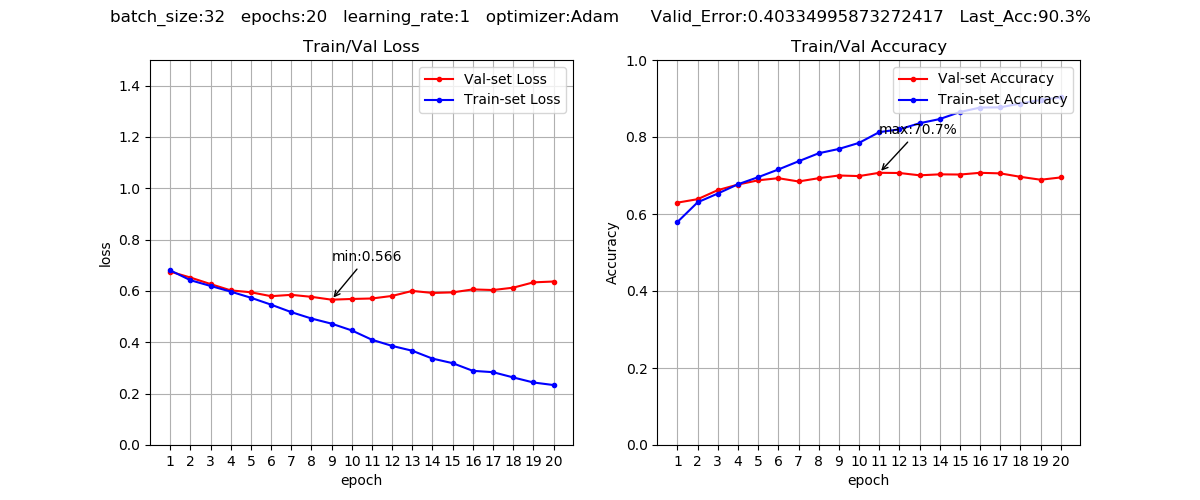 batch_size:32 epochs:20 learning_rate:1 optimizer:Adam Valid_Error:0.40334995873272417 Last_Acc:90.3%
Train/Val Loss
Val-set Loss
Train-set Loss
min:0.566
loss
1.4
1.2
1.0
0.8
0.6
0.4
0.2
0.0
1 2 3 4 5 6 7 8 9 10 11 12 13 14 15 16 17 18 19 20
epoch
Train/Val Accuracy
Val-set Accuracy
Train-set Accuracy
max:70.7%
Accuracy
1.0
0.8
0.6
0.4
0.2
0.0
1 2 3 4 5 6 7 8 9 10 11 12 13 14 15 16 17 18 19 20
epoch